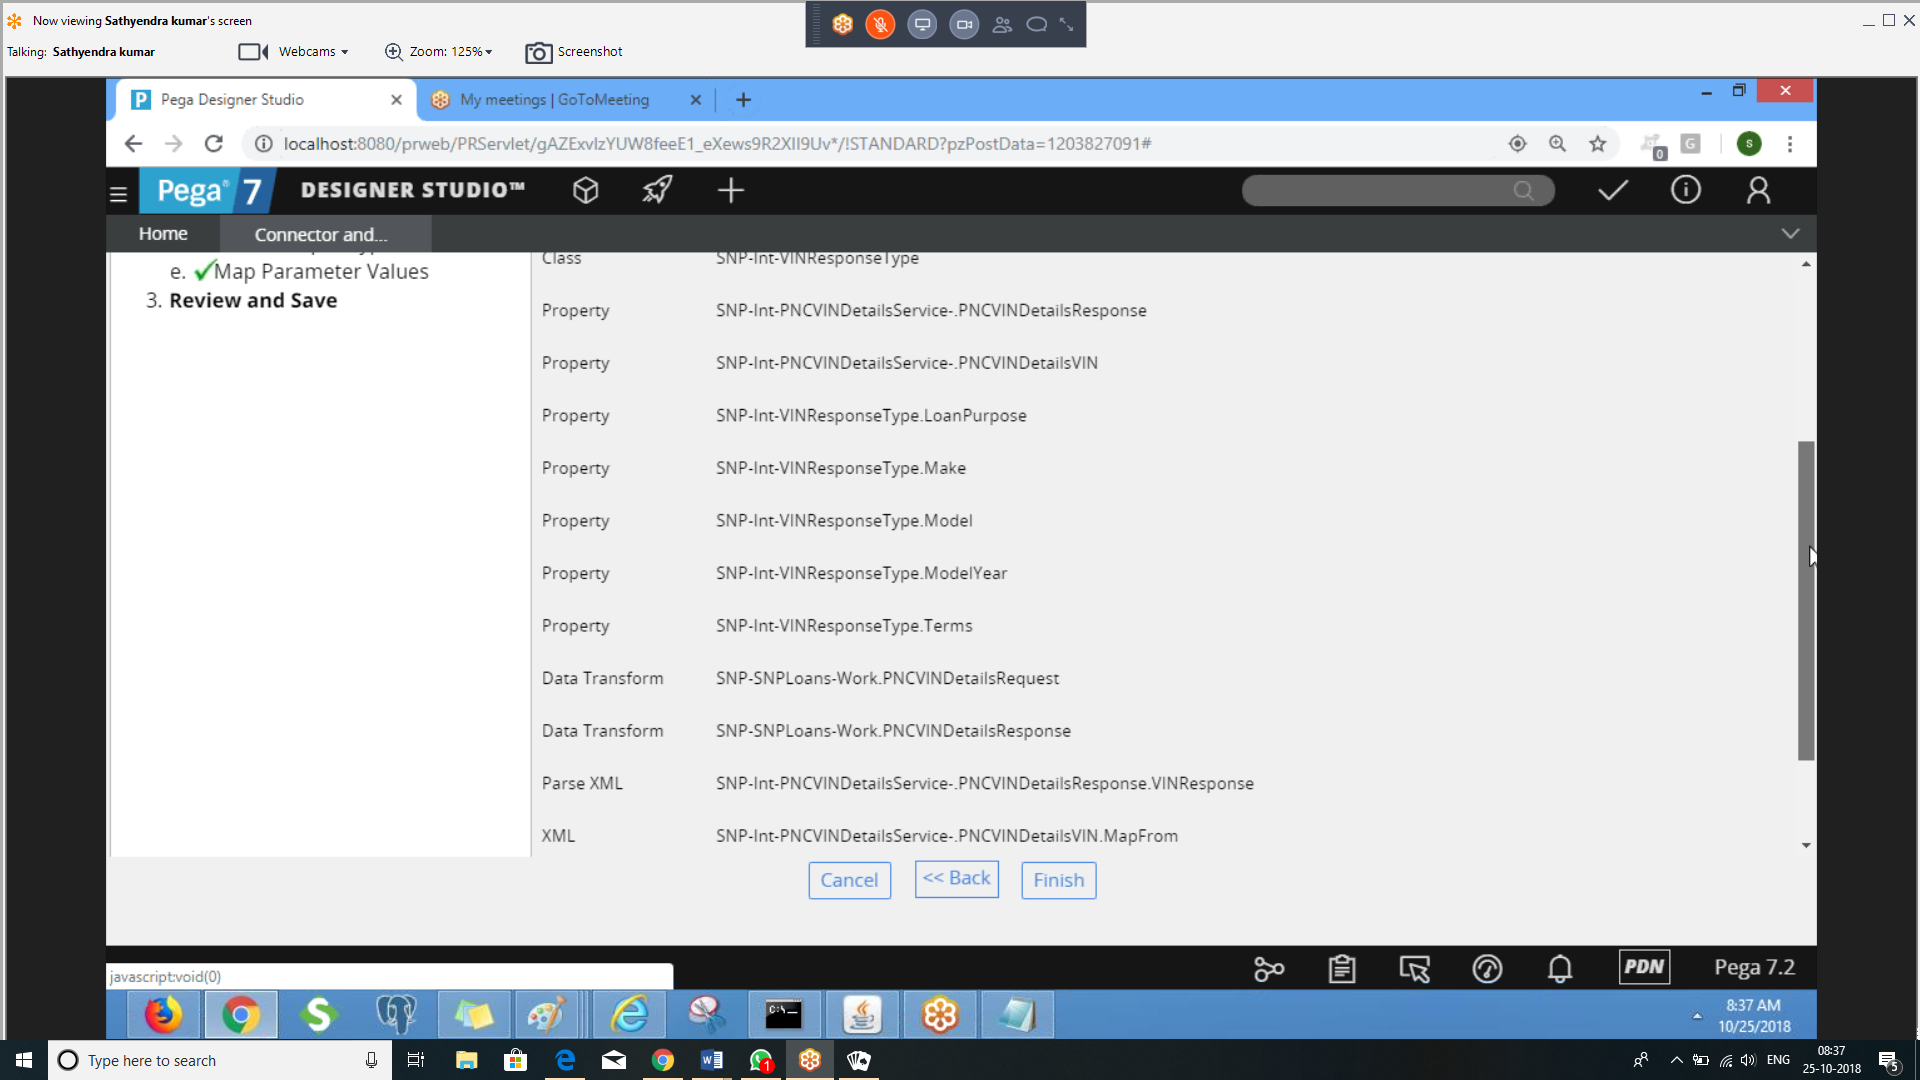 Now viewing Sathyendra kumar's screen
Talking: Sathyendra kumar
Webcams
Zoom: 125%
Screenshot
Pega Designer Studio
My meetings | GoToMeeting
localhost:8080/prweb/PRServlet/gAZExvIzYUW8feeE1_eXews9R2XII9Uv*/!STANDARD?pzPostData=1203827091#
0
G
S
Pega 7
DESIGNER STUDIO™
Home
Connector and...
e. Map Parameter Values
3. Review and Save
Class SNP-Int-VINResponseType
Property SNP-Int-PNCVINDetailsService-.PNCVINDetailsResponse
Property SNP-Int-PNCVINDetailsService-.PNCVINDetailsVIN
Property SNP-Int-VINResponseType.LoanPurpose
Property SNP-Int-VINResponseType.Make
Property SNP-Int-VINResponseType.Model
Property SNP-Int-VINResponseType.ModelYear
Property SNP-Int-VINResponseType.Terms
Data Transform SNP-SNPLoans-Work.PNCVINDetailsRequest
Data Transform SNP-SNPLoans-Work.PNCVINDetailsResponse
Parse XML SNP-Int-PNCVINDetailsService-.PNCVINDetailsResponse.VINResponse
XML SNP-Int-PNCVINDetailsService-.PNCVINDetailsVIN.MapFrom
Cancel
<< Back
Finish
PDN
Pega 7.2
javascript:void(0)
8:37 AM
10/25/2018
Type here to search
1
ENG
08:37
25-10-2018
5